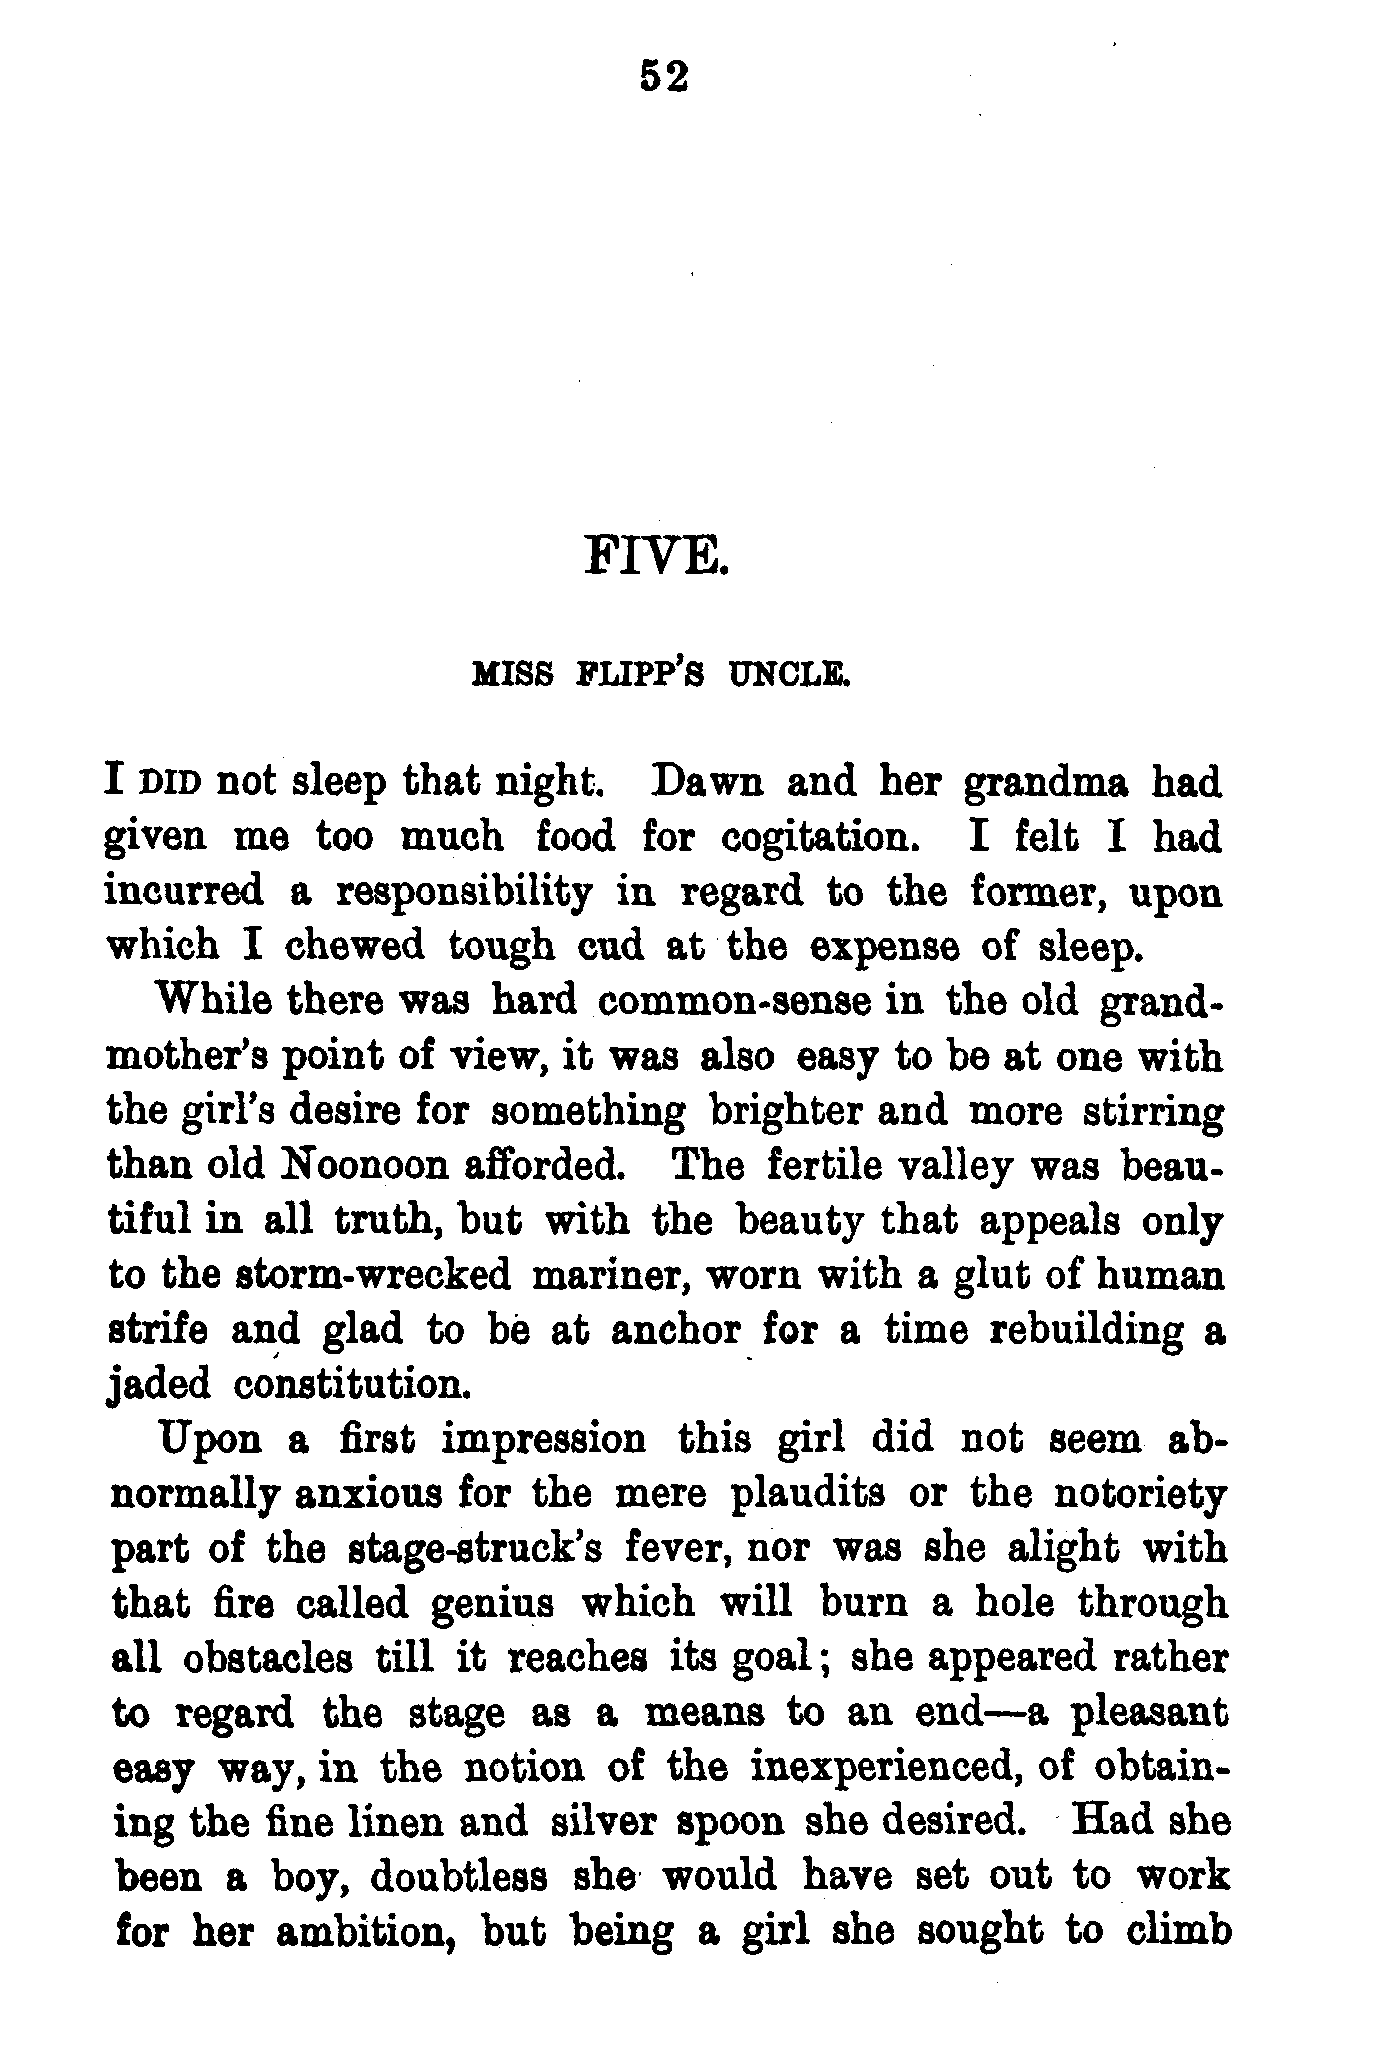 52
FIVE.
MISS FLIPP'S UNCLE.
I DID not sleep that night. Dawn and her grandma had
given me too much food for cogitation. I felt I had
incurred a responsibility in regard to the former, upon
which I chewed tough cud at the expense of sleep.
While there was hard common-sense in the old grand-
mother's point of view, it was also easy to be at one with
the girl's desire for something brighter and more stirring
than old Noonoon afforded. The fertile valley was beau-
tiful in all truth, but with the beauty that appeals only
to the storm-wrecked mariner, worn with a glut of human
strife and glad to be at anchor for a time rebuilding a
jaded constitution.
Upon a first impression this girl did not seem ab-
normally anxious for the mere plaudits or the notoriety
part of the stage-struck's fever, nor was she alight with
that fire called genius which will burn a hole through
all obstacles till it reaches its goal; she appeared rather
to regard the stage as a means to an end—a pleasant
easy way, in the notion of the inexperienced, of obtain-
ing the fine linen and silver spoon she desired. Had she
been a boy, doubtless she would have set out to work
for her ambition, but being a girl she sought to climb